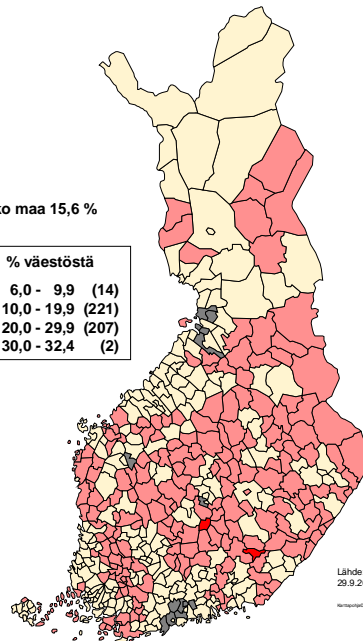 ko maa 15,6 %
% väestöstä
6,0 - 9,9 (14)
10,0 - 19,9 (221)
20,0 - 29,9 (207)
30,0 - 32,4 (2)
Lähde
29.9.2